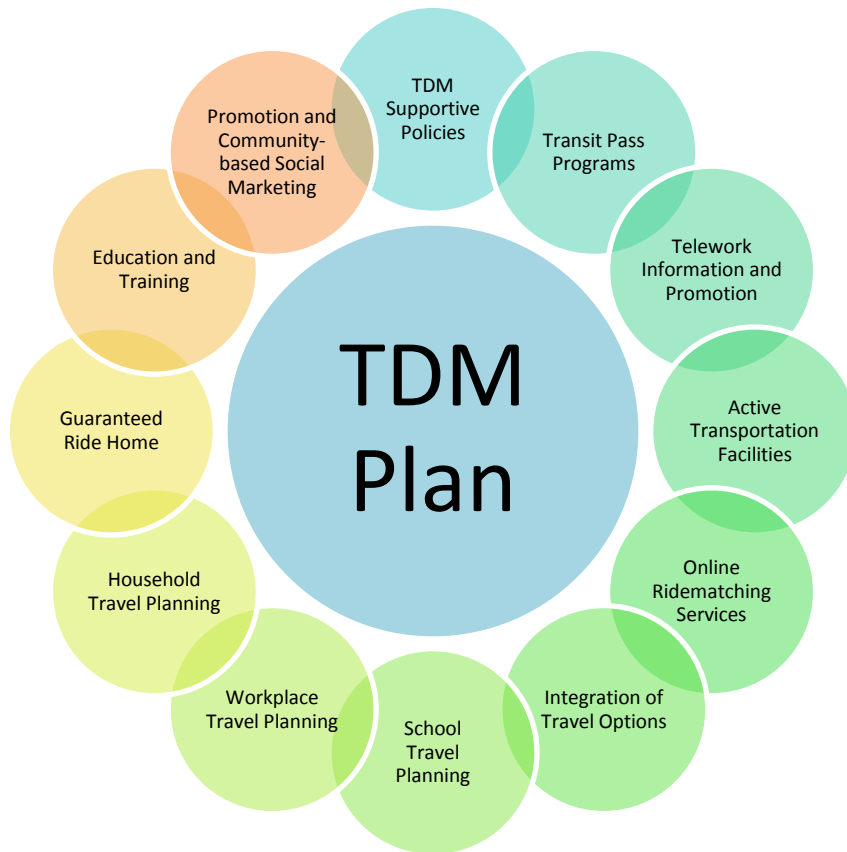 TDM
Supportive
Policies
Transit Pass
Programs
Telework
Information and
Promotion
Active
Transportation
Facilities
Online
Ridematching
Services
Integration of
Travel Options
School
Travel
Planning
Workplace
Travel Planning
Household
Travel Planning
Guaranteed
Ride Home
Education and
Training
Promotion and
Community-
based Social
Marketing
TDM
Plan